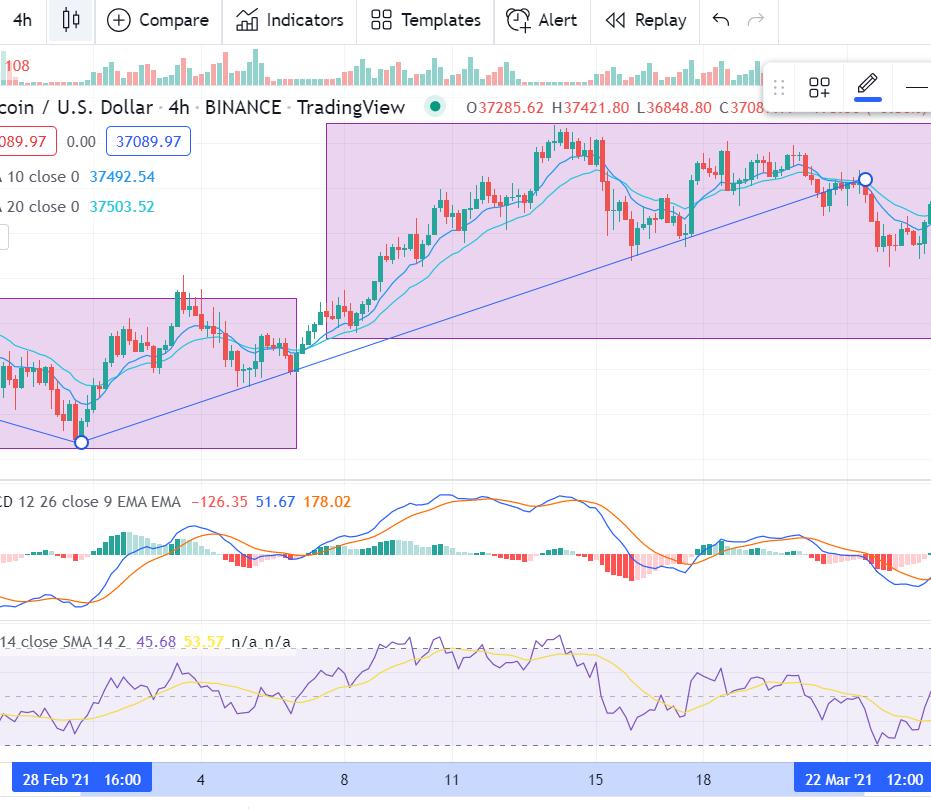 4h Compare Indicators Templates Alert Replay
108
coin / U.S. Dollar · 4h · BINANCE · TradingView O37285.62 H37421.80 L36848.80
089.97 0.00 37089.97
10 close 0 37492.54
20 close 0 37503.52
CD 12 26 close 9 EMA EMA −126.35 51.67 178.02
14 close SMA 14 2 45.68 53.57 n/a n/a
28 Feb '21 16:00 4 8 11 15 18 22 Mar '21 12:00